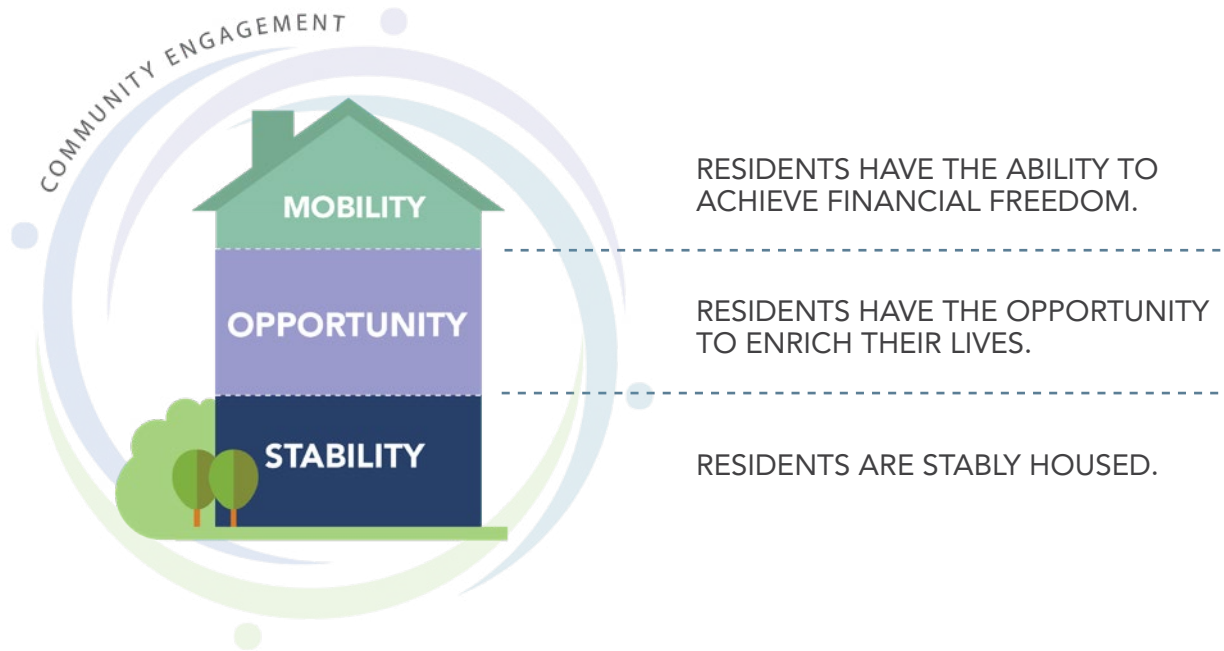 COMMUNITY ENGAGEMENT
MOBILITY
RESIDENTS HAVE THE ABILITY TO
ACHIEVE FINANCIAL FREEDOM.
OPPORTUNITY
RESIDENTS HAVE THE OPPORTUNITY
TO ENRICH THEIR LIVES.
STABILITY
RESIDENTS ARE STABLY HOUSED.